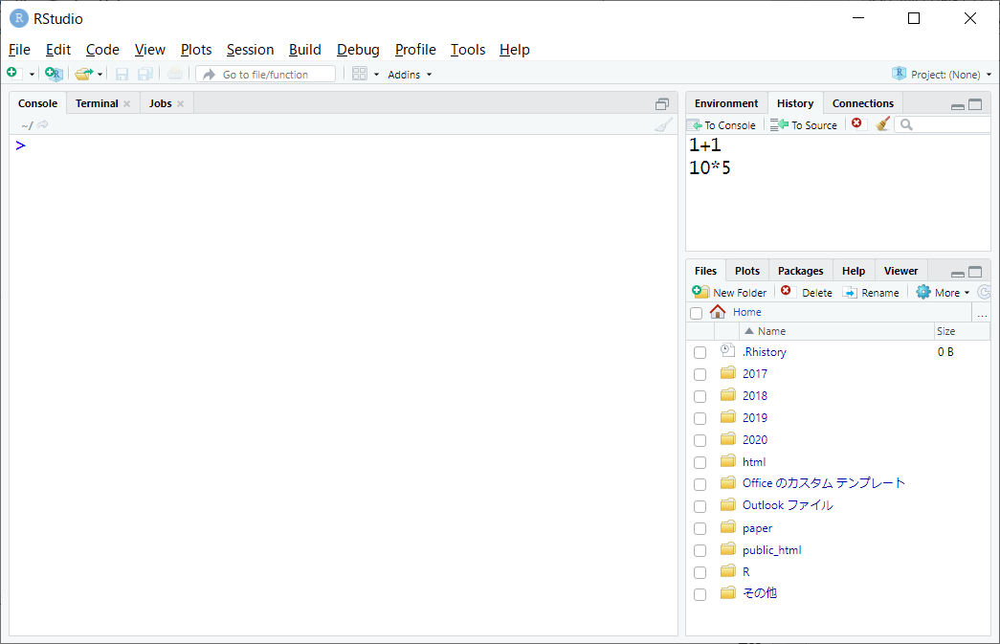 RStudio
File Edit Code View Plots Session Build Debug Profile Tools Help
Go to file/function Addins Project: (None)
Console Terminal Jobs
~/
>
Environment History Connections
To Console To Source
1+1
10*5
Files Plots Packages Help Viewer
New Folder Delete Rename More
Home ...
Name Size
.Rhistory 0 B
2017
2018
2019
2020
html
Office のカスタム テンプレート
Outlook ファイル
paper
public_html
R
その他